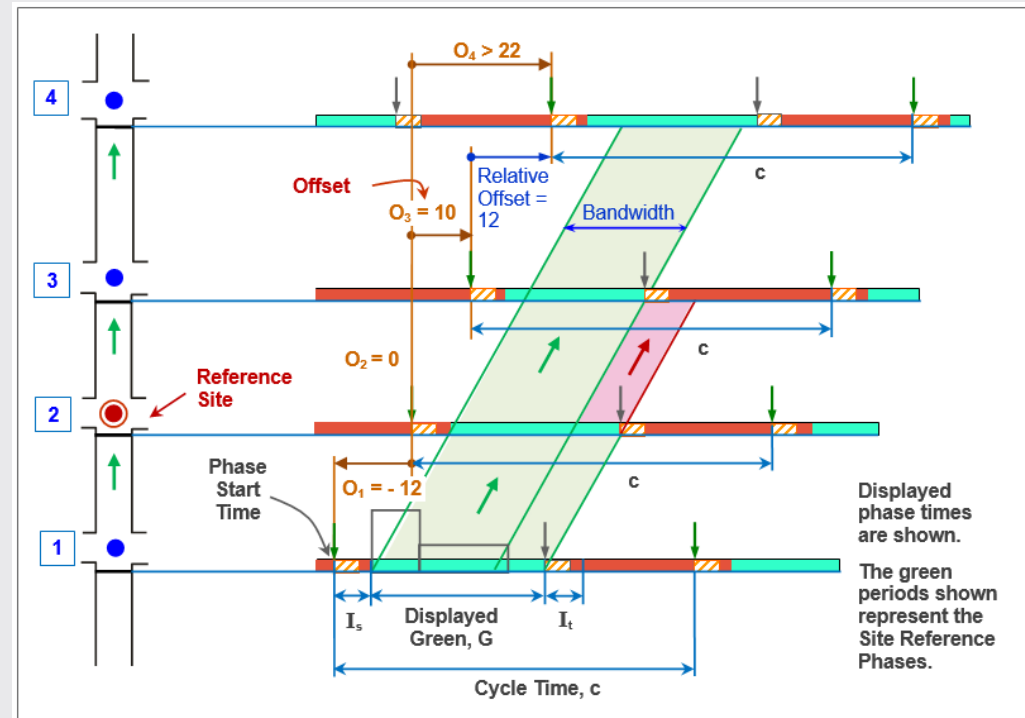 O₄ > 22
4
c
Offset
O₃ = 10
Relative
Offset =
12
Bandwidth
3
c
O₂ = 0
Reference
Site
2
c
Phase
Start
Time
O₁ = - 12
1
Displayed
phase times
are shown.
The green
periods shown
represent the
Site Reference
Phases.
Iₛ
Displayed
Green, G
Iₜ
Cycle Time, c